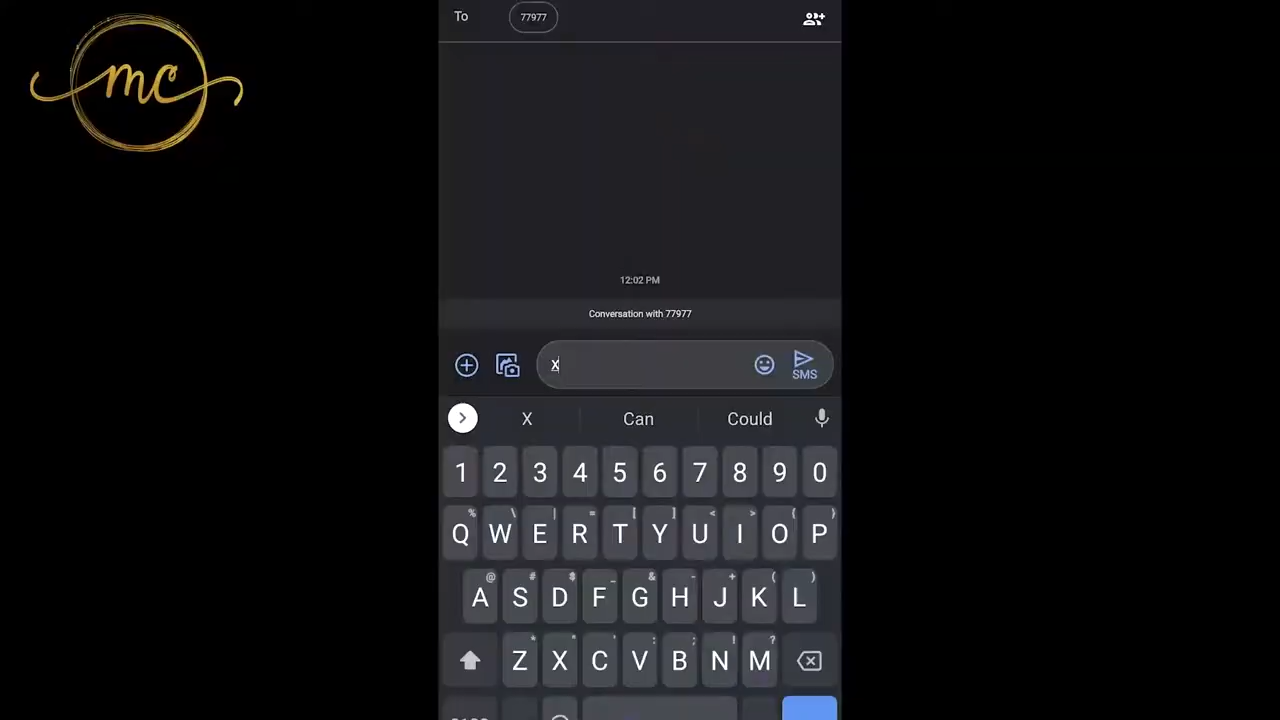 mc
To 77977
12:02 PM
Conversation with 77977
X
SMS
X Can Could
1 2 3 4 5 6 7 8 9 0
% \ | = [ ] < > { }
Q W E R T Y U I O P
@ # $ _ & - + ( )
A S D F G H J K L
* " ' : ; ! ?
Z X C V B N M